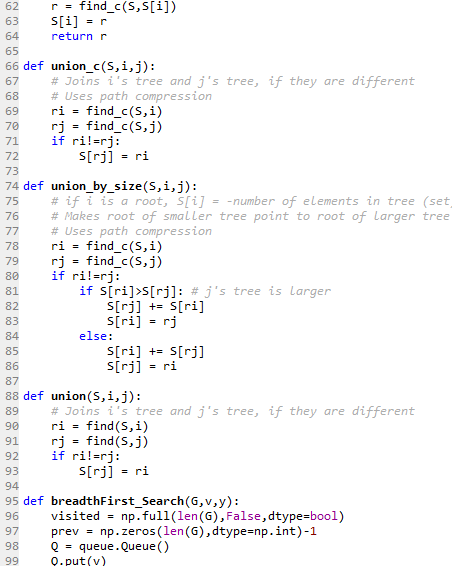 62 r = find_c(S,S[i])
63 S[i] = r
64 return r
65
66 def union_c(S,i,j):
67 # Joins i's tree and j's tree, if they are different
68 # Uses path compression
69 ri = find_c(S,i)
70 rj = find_c(S,j)
71 if ri!=rj:
72 S[rj] = ri
73
74 def union_by_size(S,i,j):
75 # if i is a root, S[i] = -number of elements in tree (set
76 # Makes root of smaller tree point to root of larger tree
77 # Uses path compression
78 ri = find_c(S,i)
79 rj = find_c(S,j)
80 if ri!=rj:
81 if S[ri]>S[rj]: # j's tree is larger
82 S[rj] += S[ri]
83 S[ri] = rj
84 else:
85 S[ri] += S[rj]
86 S[rj] = ri
87
88 def union(S,i,j):
89 # Joins i's tree and j's tree, if they are different
90 ri = find(S,i)
91 rj = find(S,j)
92 if ri!=rj:
93 S[rj] = ri
94
95 def breadthFirst_Search(G,v,y):
96 visited = np.full(len(G),False,dtype=bool)
97 prev = np.zeros(len(G),dtype=np.int)-1
98 Q = queue.Queue()
99 Q.put(v)